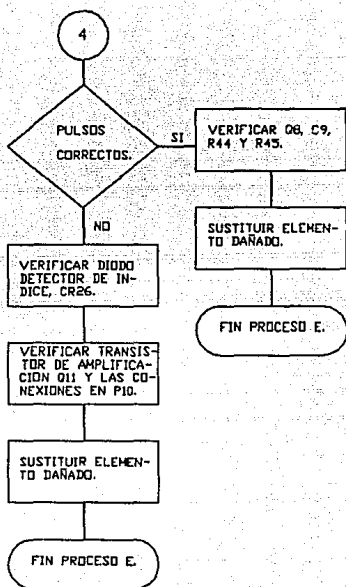 4
PULSOS
CORRECTOS.
SI
VERIFICAR Q8, C9,
R44 Y R45.
SUSTITUIR ELEMEN-
TO DAÑADO.
FIN PROCESO E.
NO
VERIFICAR DIODO
DETECTOR DE IN-
DICE, CR26.
VERIFICAR TRANSIS-
TOR DE AMPLIFICA-
CION Q11 Y LAS CO-
NEXIONES EN P10.
SUSTITUIR ELEMEN-
TO DAÑADO.
FIN PROCESO E.